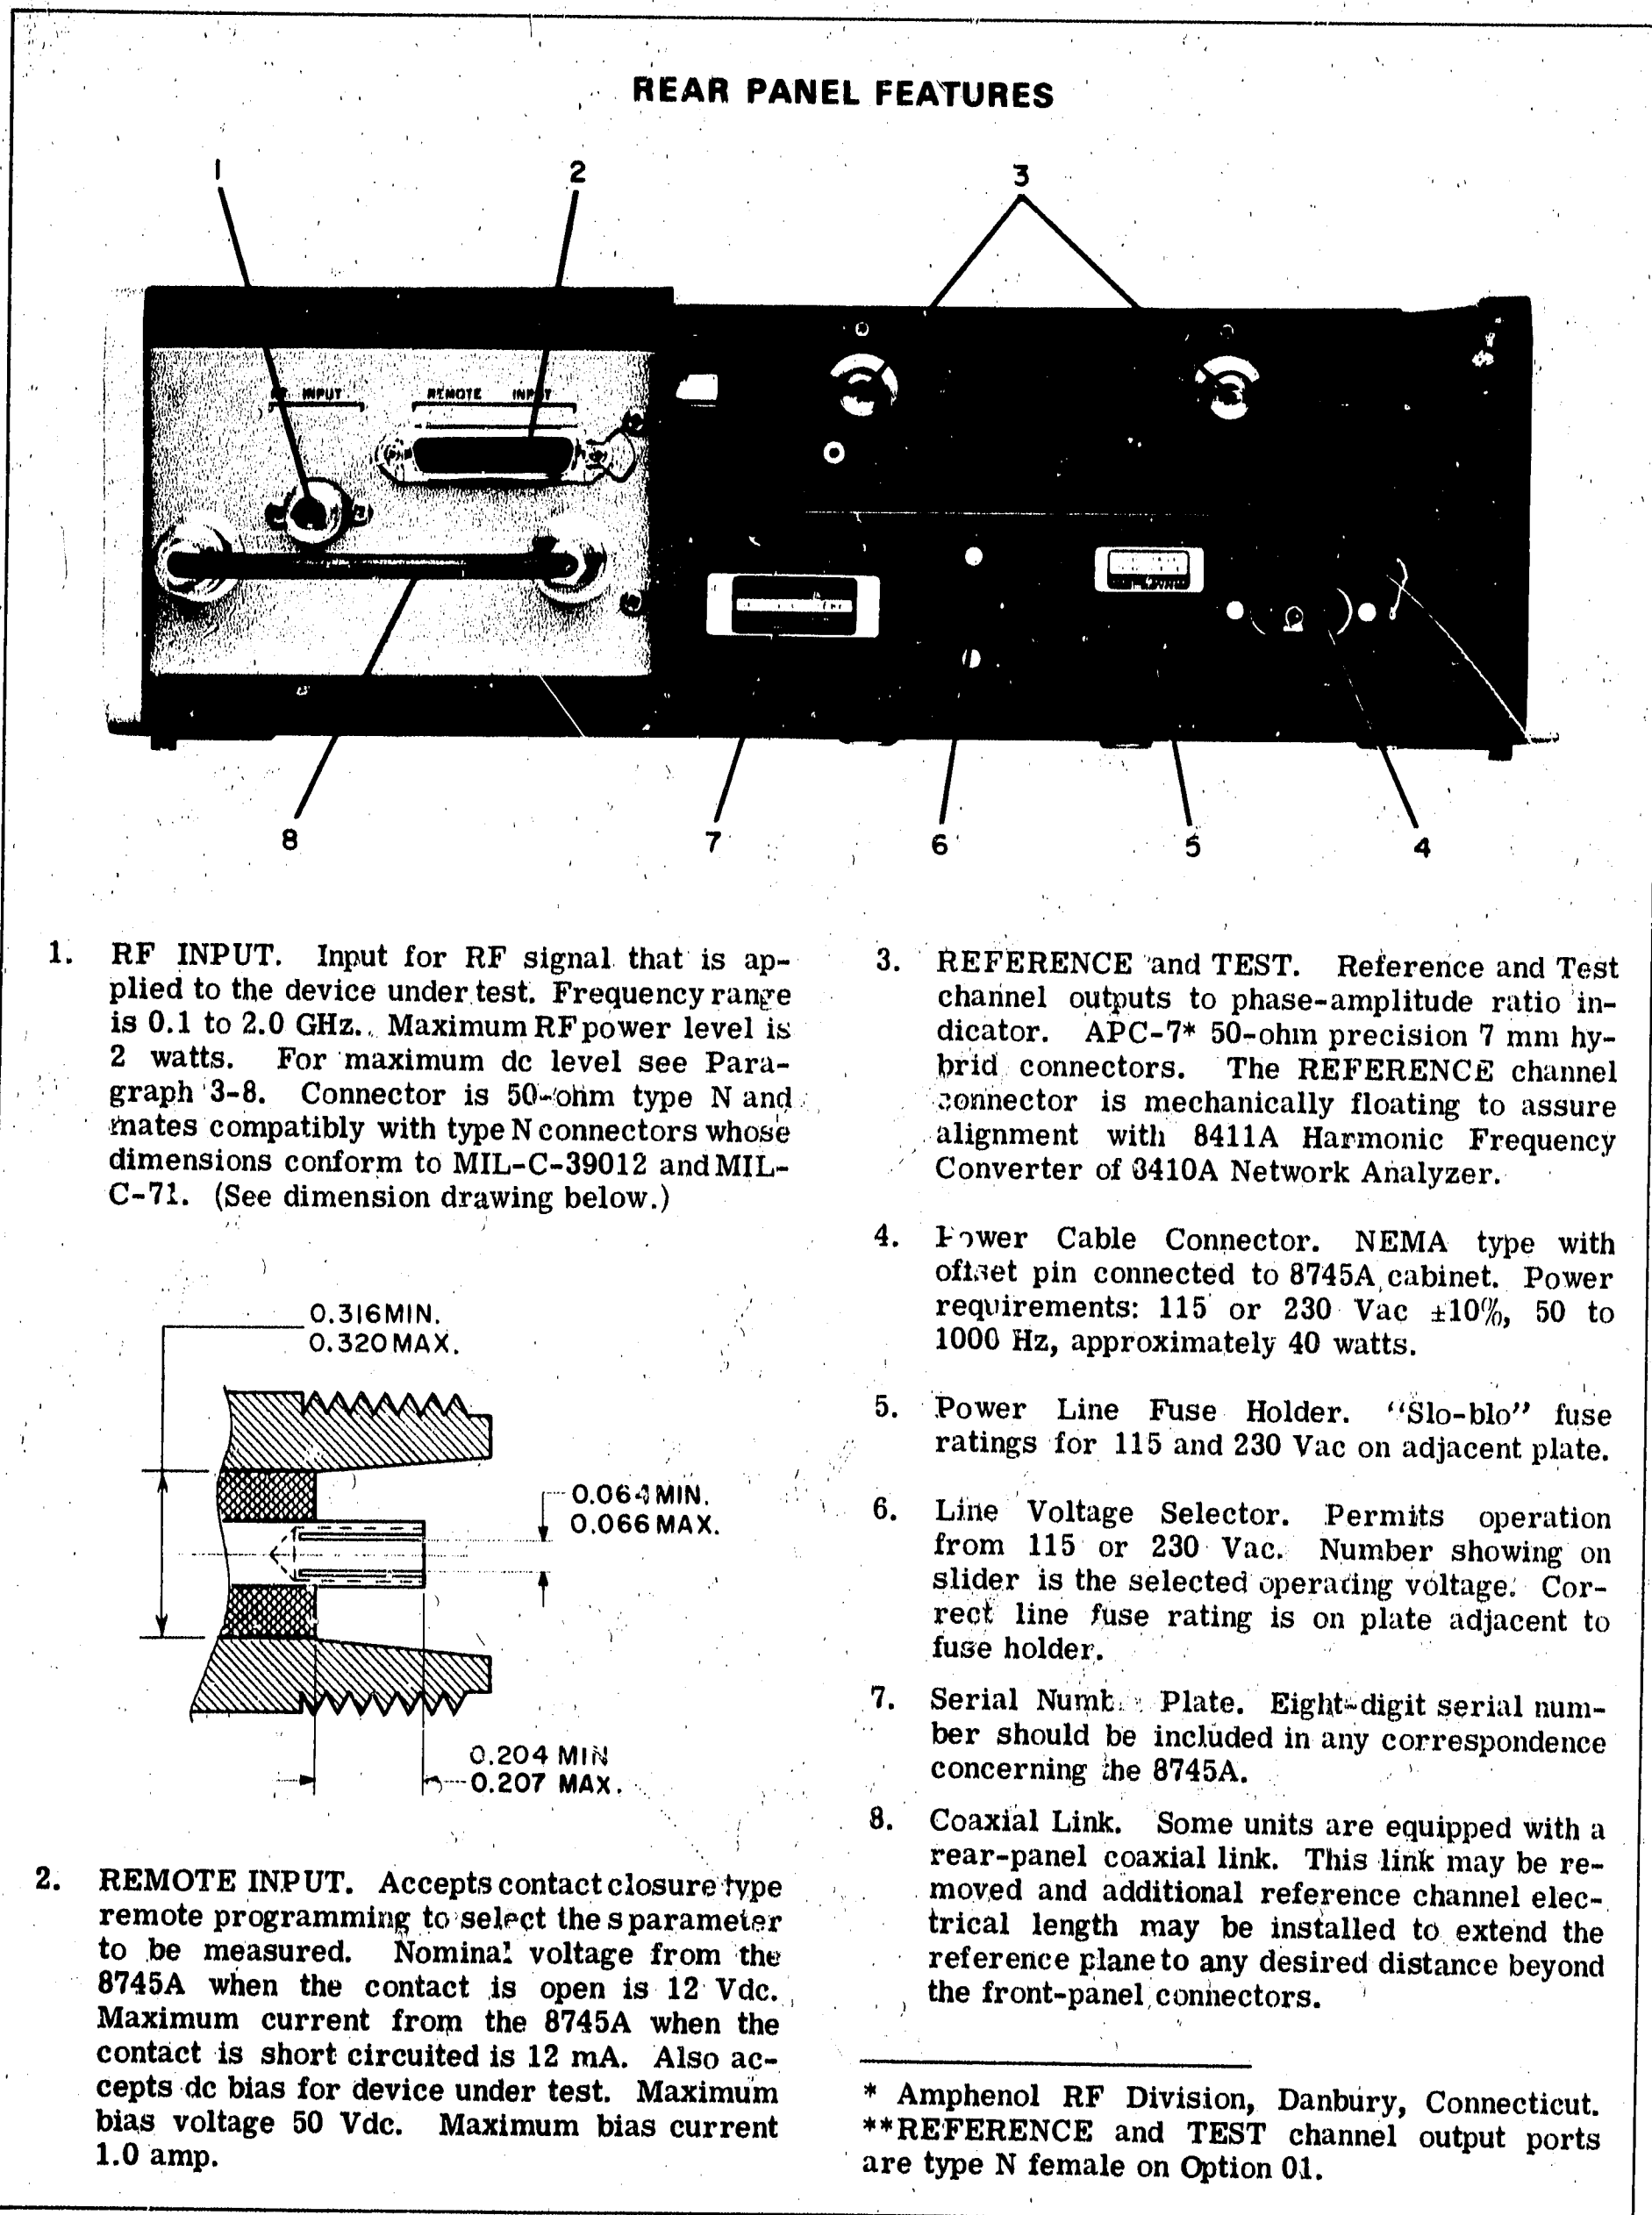 REAR PANEL FEATURES
1
2
3
INPUT
REMOTE INPUT
8
7
6
5
4
1. RF INPUT. Input for RF signal that is ap-
plied to the device under test. Frequency range
is 0.1 to 2.0 GHz. Maximum RF power level is
2 watts. For maximum dc level see Para-
graph 3-8. Connector is 50-ohm type N and
mates compatibly with type N connectors whose
dimensions conform to MIL-C-39012 and MIL-
C-71. (See dimension drawing below.)
0.316 MIN.
0.320 MAX.
MIN.
0.066 MAX.
0.204 MIN
0.207 MAX.
2. REMOTE INPUT. Accepts contact closure type
remote programming to select the s parameter
to be measured. Nominal voltage from the
8745A when the contact is open is 12 Vdc.
Maximum current from the 8745A when the
contact is short circuited is 12 mA. Also ac-
cepts dc bias for device under test. Maximum
bias voltage 50 Vdc. Maximum bias current
1.0 amp.
3. REFERENCE and TEST. Reference and Test
channel outputs to phase-amplitude ratio in-
dicator. APC-7* 50-ohm precision 7 mm hy-
brid connectors. The REFERENCE channel
connector is mechanically floating to assure
alignment with 8411A Harmonic Frequency
Converter of 8410A Network Analyzer.
4. Power Cable Connector. NEMA type with
offset pin connected to 8745A cabinet. Power
requirements: 115 or 230 Vac ±10%, 50 to
1000 Hz, approximately 40 watts.
5. Power Line Fuse Holder. "Slo-blo" fuse
ratings for 115 and 230 Vac on adjacent plate.
6. Line Voltage Selector. Permits operation
from 115 or 230 Vac. Number showing on
slider is the selected operating voltage. Cor-
rect line fuse rating is on plate adjacent to
fuse holder.
7. Serial Number Plate. Eight-digit serial num-
ber should be included in any correspondence
concerning the 8745A.
8. Coaxial Link. Some units are equipped with a
rear-panel coaxial link. This link may be re-
moved and additional reference channel elec-
trical length may be installed to extend the
reference plane to any desired distance beyond
the front-panel connectors.
* Amphenol RF Division, Danbury, Connecticut.
**REFERENCE and TEST channel output ports
are type N female on Option 01.